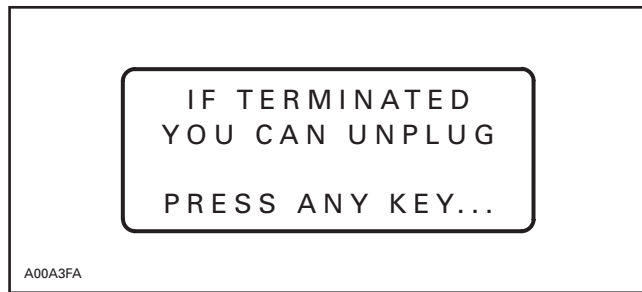 IF TERMINATED
YOU CAN UNPLUG
PRESS ANY KEY...
A00A3FA